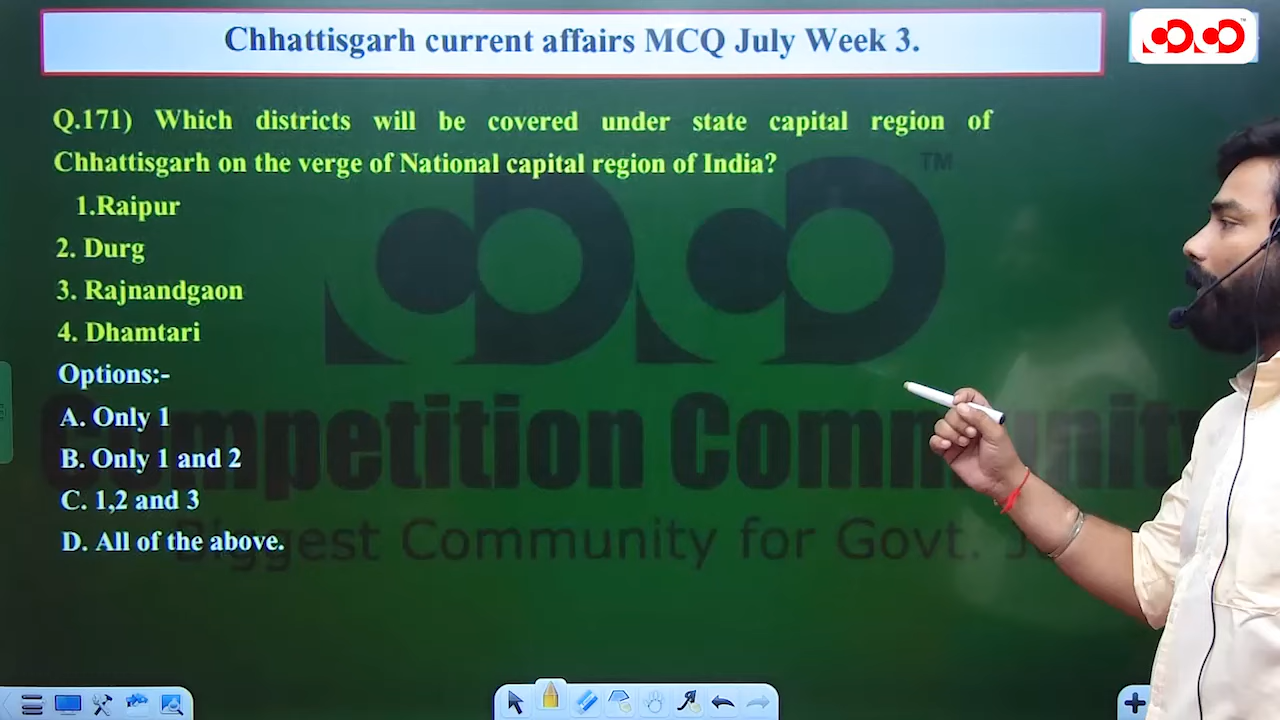 Chhattisgarh current affairs MCQ July Week 3.
Q.171) Which districts will be covered under state capital region of
Chhattisgarh on the verge of National capital region of India?
1.Raipur
2. Durg
3. Rajnandgaon
4. Dhamtari
Options:-
A. Only 1
B. Only 1 and 2
C. 1,2 and 3
D. All of the above.
TM
Competition Community
Biggest Community for Govt.